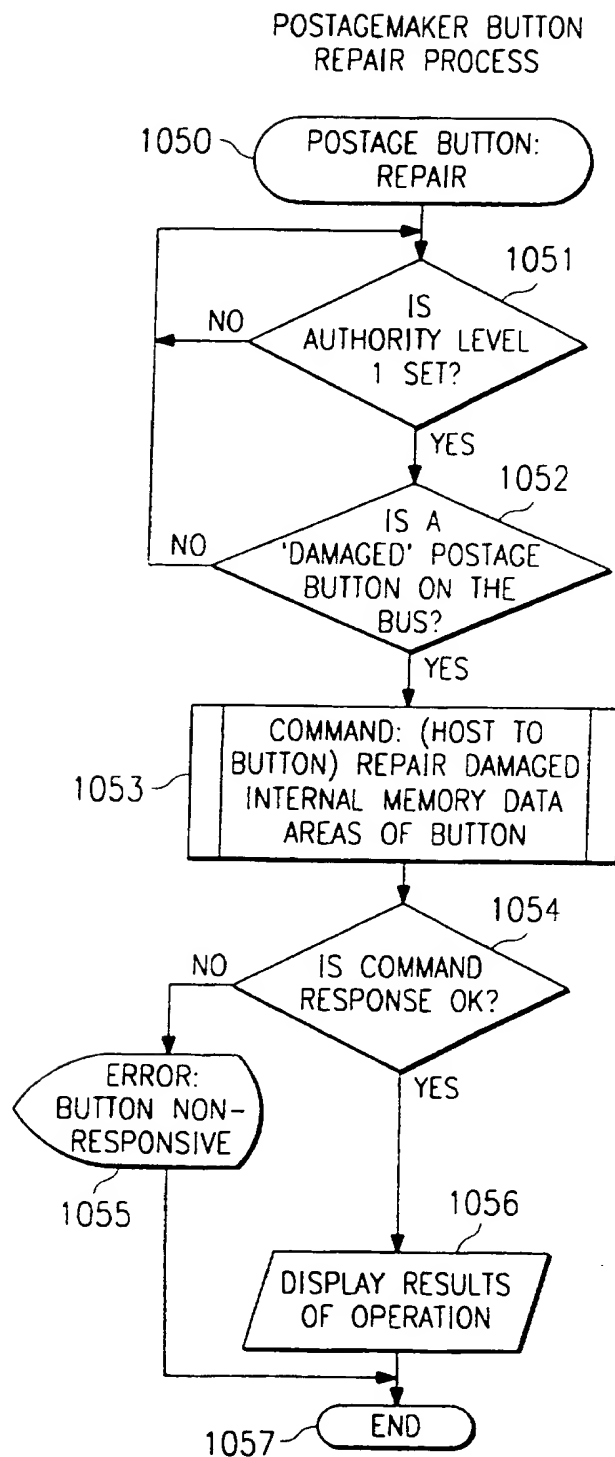 POSTAGEMAKER BUTTON
REPAIR PROCESS
1050
POSTAGE BUTTON:
REPAIR
1051
NO
IS
AUTHORITY LEVEL
1 SET?
YES
1052
NO
IS A
'DAMAGED' POSTAGE
BUTTON ON THE
BUS?
YES
1053
COMMAND: (HOST TO
BUTTON) REPAIR DAMAGED
INTERNAL MEMORY DATA
AREAS OF BUTTON
1054
NO
IS COMMAND
RESPONSE OK?
YES
ERROR:
BUTTON NON-
RESPONSIVE
1055
1056
DISPLAY RESULTS
OF OPERATION
1057
END